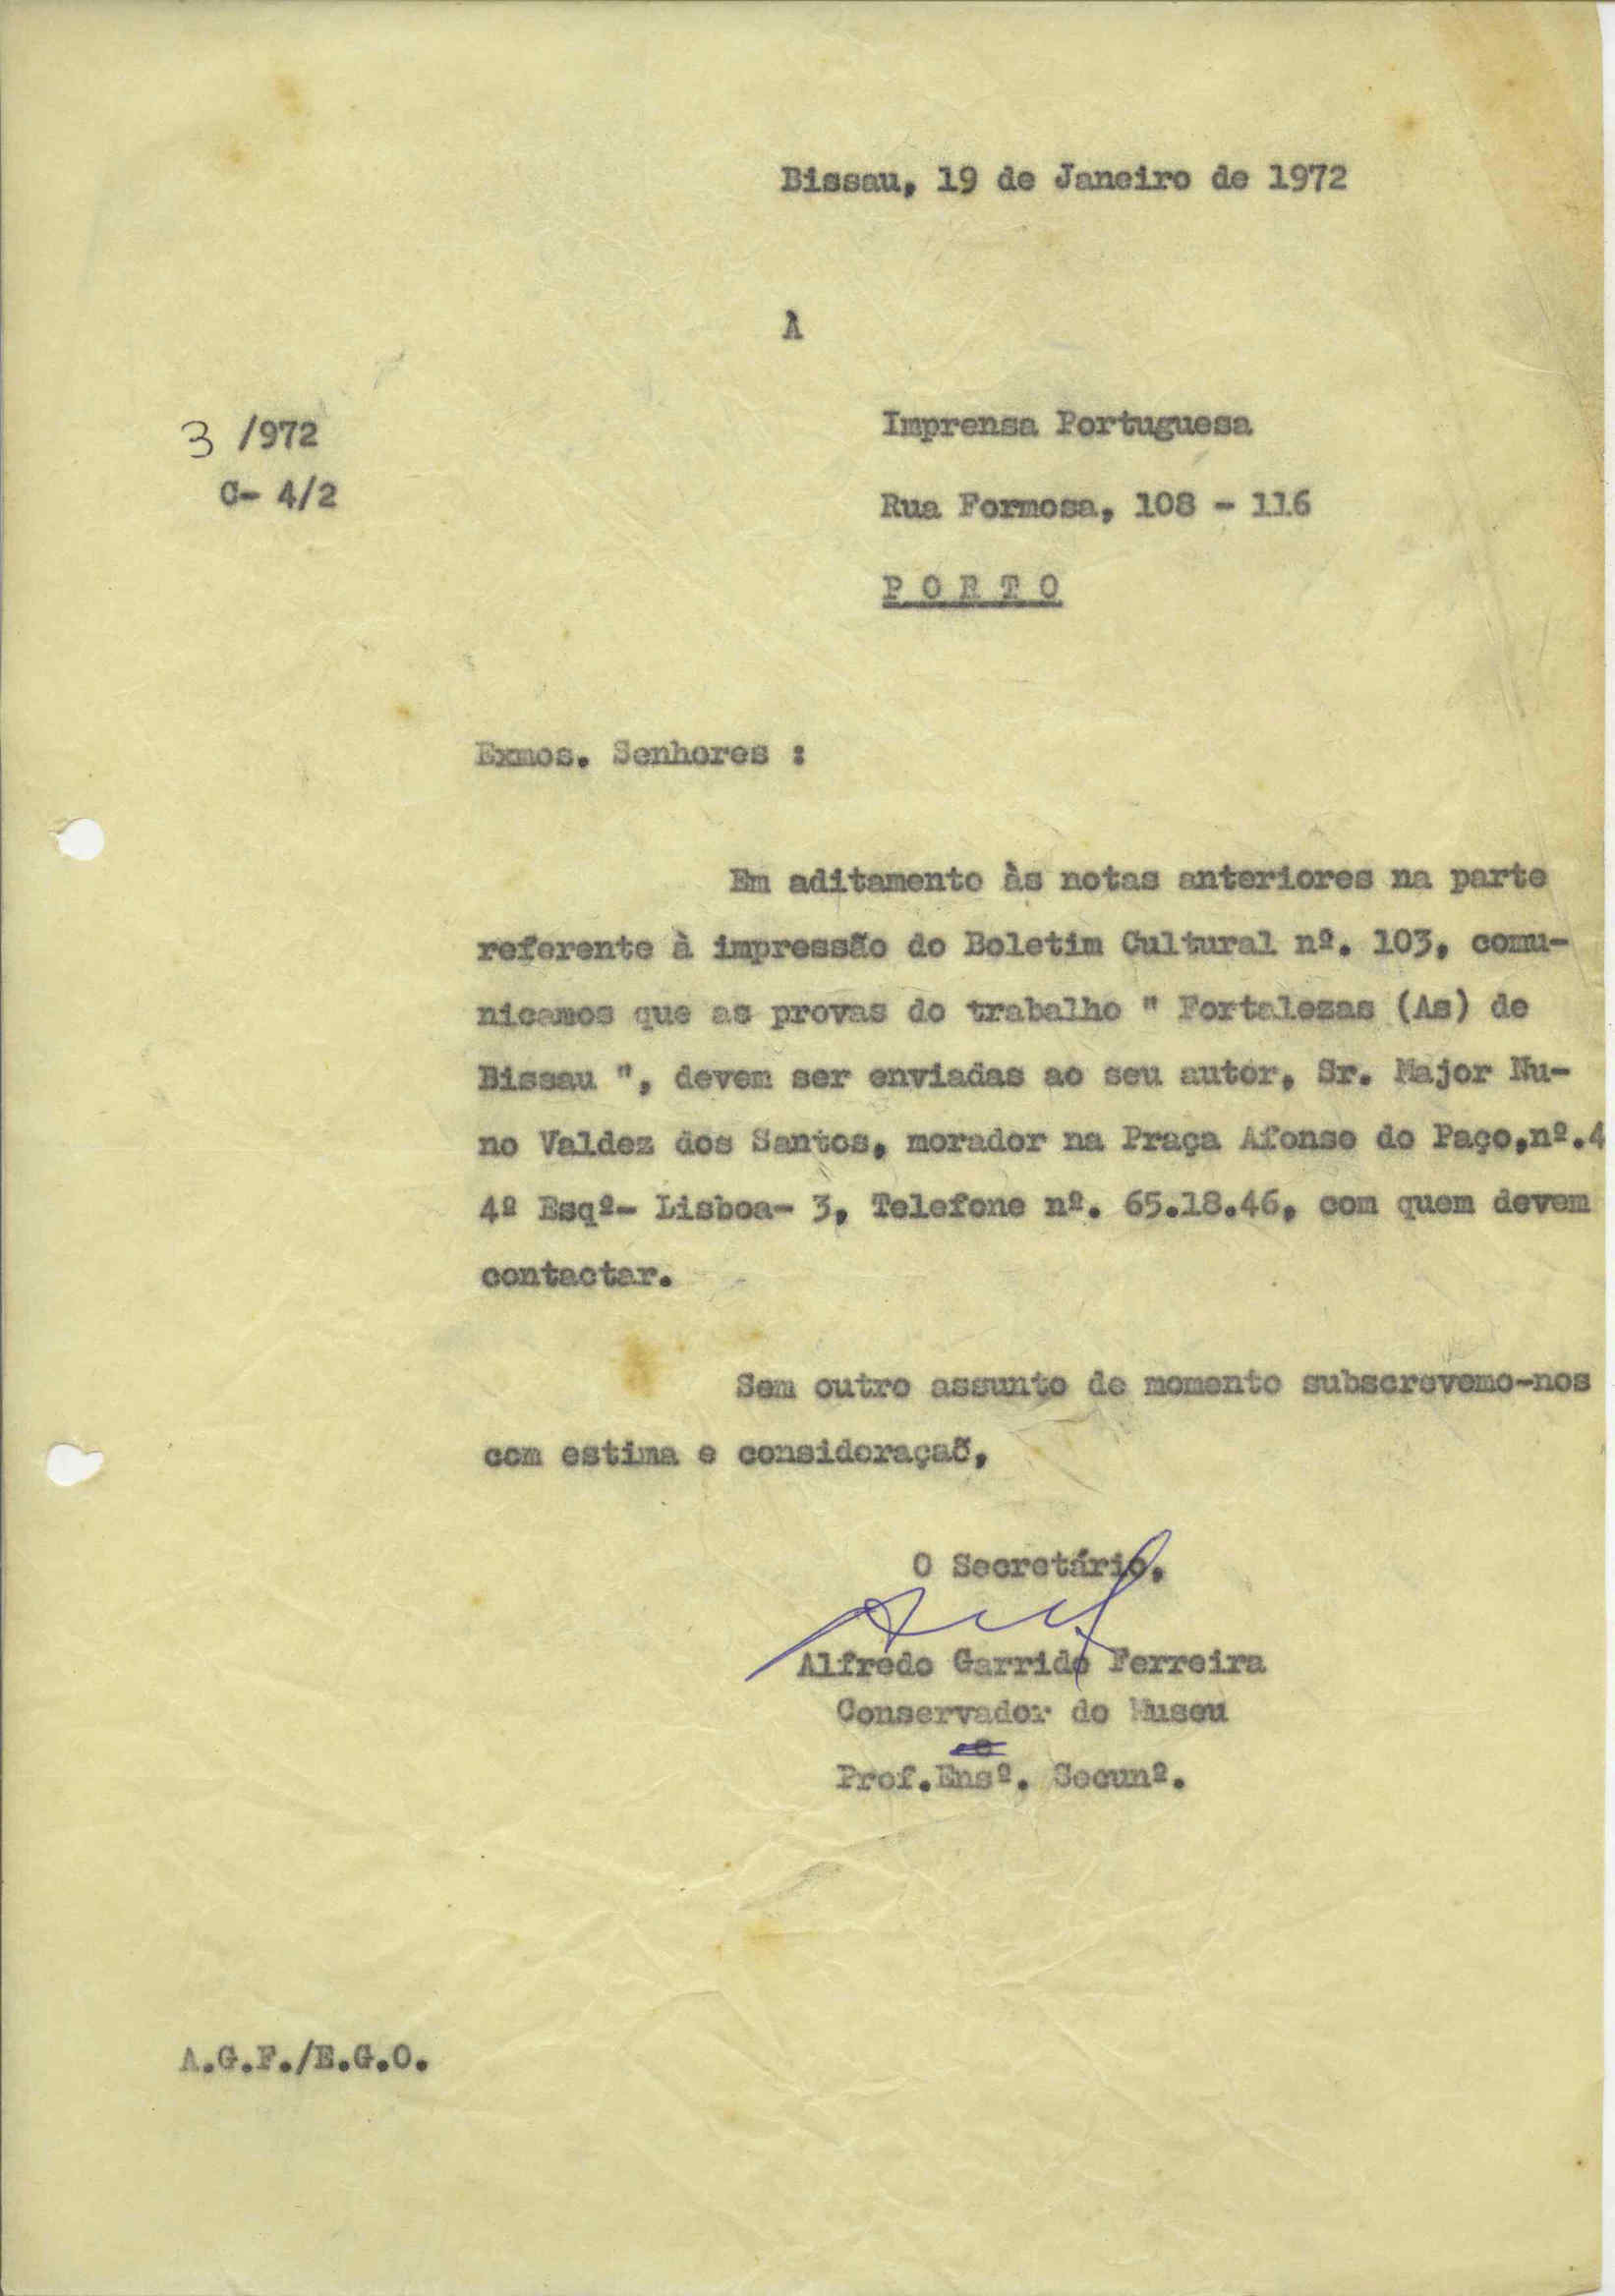 Bissau, 19 de Janeiro de 1972
À
3 /972
C- 4/2
Imprensa Portuguesa
Rua Formosa, 108 - 116
P O R T O
Exmos. Senhores :
Em aditamento às notas anteriores na parte
referente à impressão do Boletim Cultural nº. 103, comu-
nicamos que as provas do trabalho " Fortalezas (As) de
Bissau ", devem ser enviadas ao seu autor, Sr. Major Nu-
no Valdez dos Santos, morador na Praça Afonso do Paço,nº.4
4º Esqº- Lisboa- 3, Telefone nº. 65.18.46, com quem devem
contactar.
Sem outro assunto de momento subscrevemo-nos
com estima e consideraçaõ,
O Secretário,
Alfredo Garrido Ferreira
Conservador do Museu
Prof.Ensº. Secunº.
A.G.F./E.G.O.